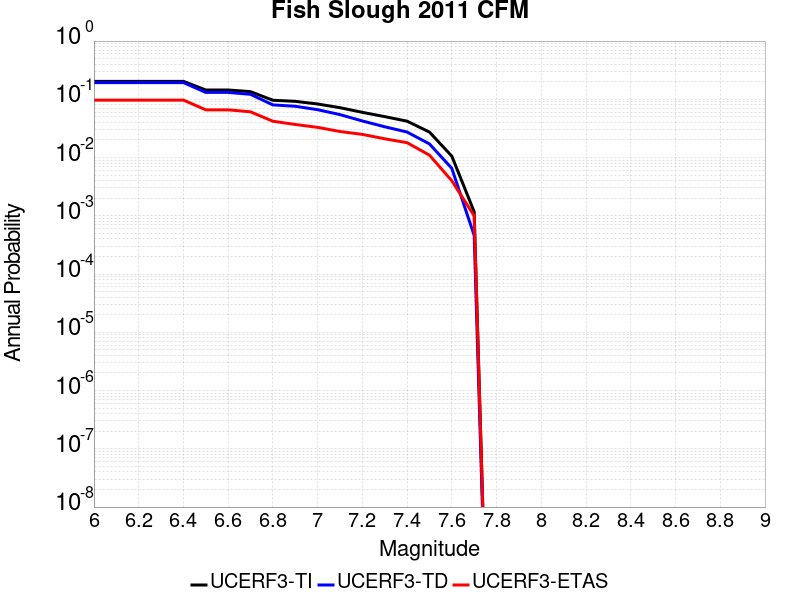 Fish Slough 2011 CFM
Annual Probability
10^0
10^-1
10^-2
10^-3
10^-4
10^-5
10^-6
10^-7
10^-8
6 6.2 6.4 6.6 6.8 7 7.2 7.4 7.6 7.8 8 8.2 8.4 8.6 8.8 9
Magnitude
UCERF3-TI UCERF3-TD UCERF3-ETAS